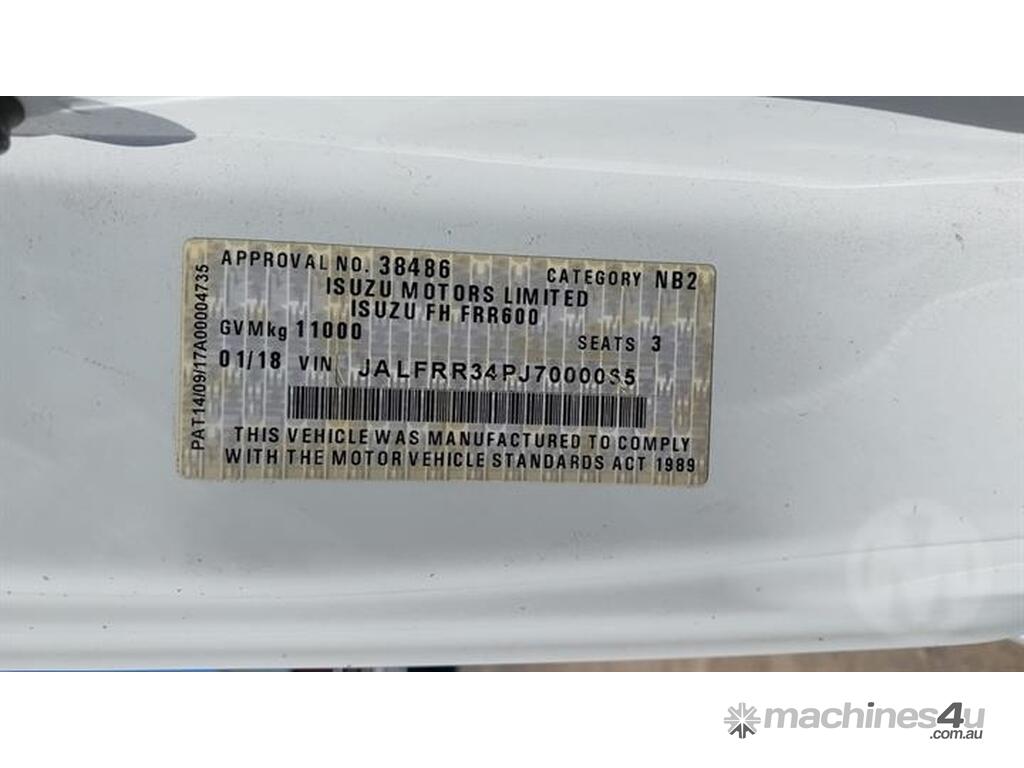 APPROVAL NO. 38486 CATEGORY NB2
ISUZU MOTORS LIMITED
ISUZU FH FRR600
GVMkg 11000 SEATS 3
01/18 VIN
THIS VEHICLE WAS MANUFACTURED TO COMPLY
WITH THE MOTOR VEHICLE STANDARDS ACT 1989
PAT14/09/17A00004735
machines4u
.com.au